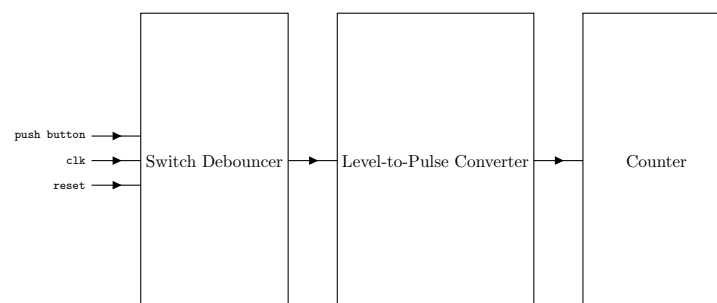 push button
clk
reset
Switch Debouncer
Level-to-Pulse Converter
Counter